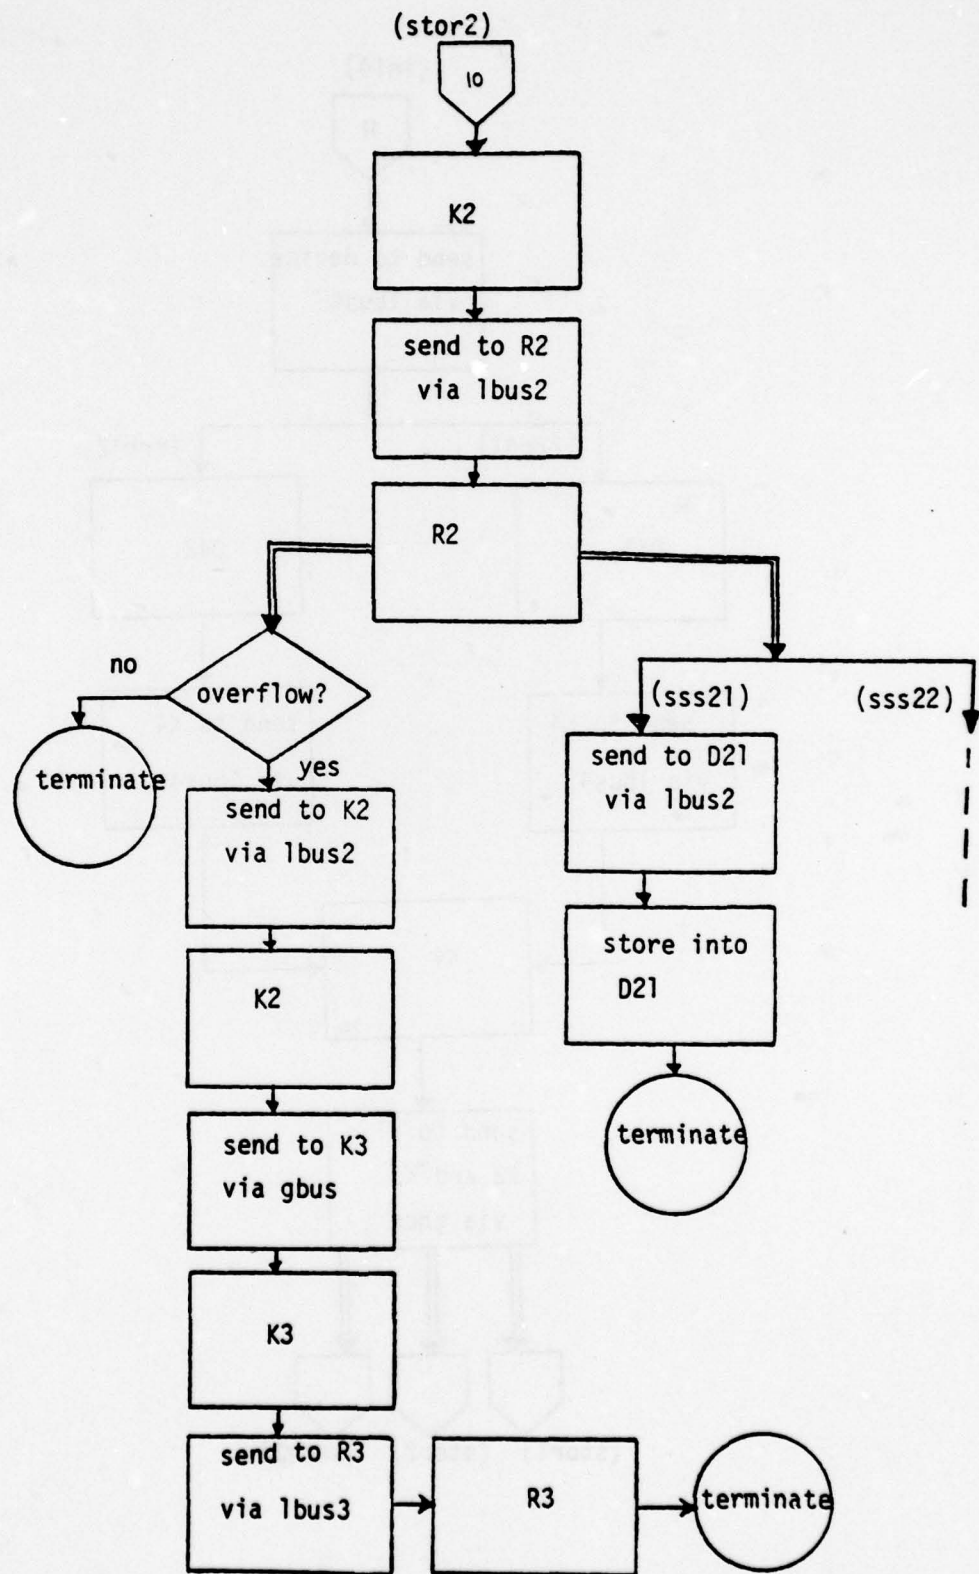 (stor2)
10
K2
send to R2
via lbus2
R2
no
overflow?
yes
terminate
send to K2
via lbus2
K2
send to K3
via gbus
K3
send to R3
via lbus3
R3
terminate
(sss21)
(sss22)
send to D21
via lbus2
store into
D21
terminate